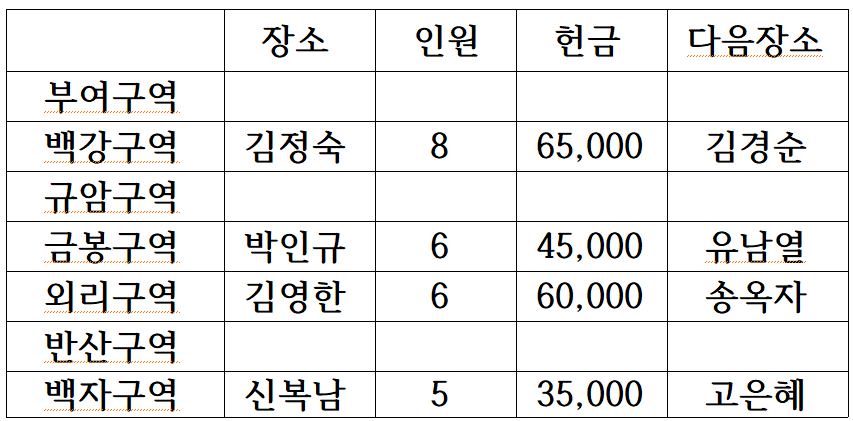 장소 인원 헌금 다음장소
부여구역
백강구역 김정숙 8 65,000 김경순
규암구역
금봉구역 박인규 6 45,000 유남열
외리구역 김영한 6 60,000 송옥자
반산구역
백자구역 신복남 5 35,000 고은혜